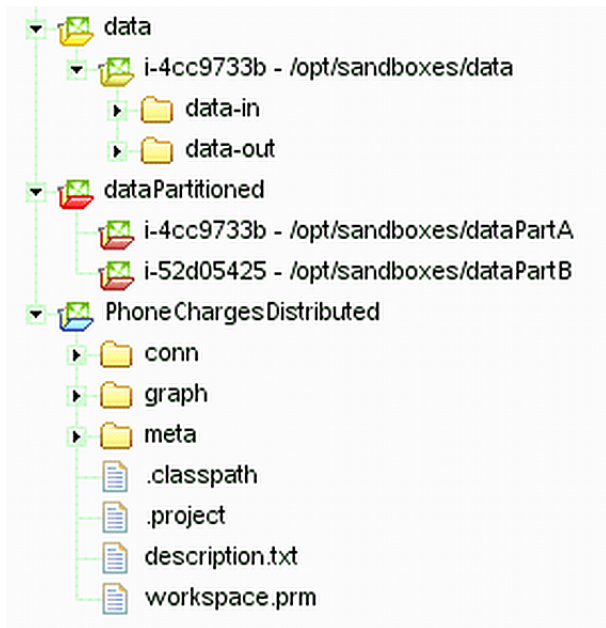 data
i-4cc9733b - /opt/sandboxes/data
data-in
data-out
dataPartitioned
i-4cc9733b - /opt/sandboxes/dataPartA
i-52d05425 - /opt/sandboxes/dataPartB
PhoneChargesDistributed
conn
graph
meta
.classpath
.project
description.txt
workspace.prm